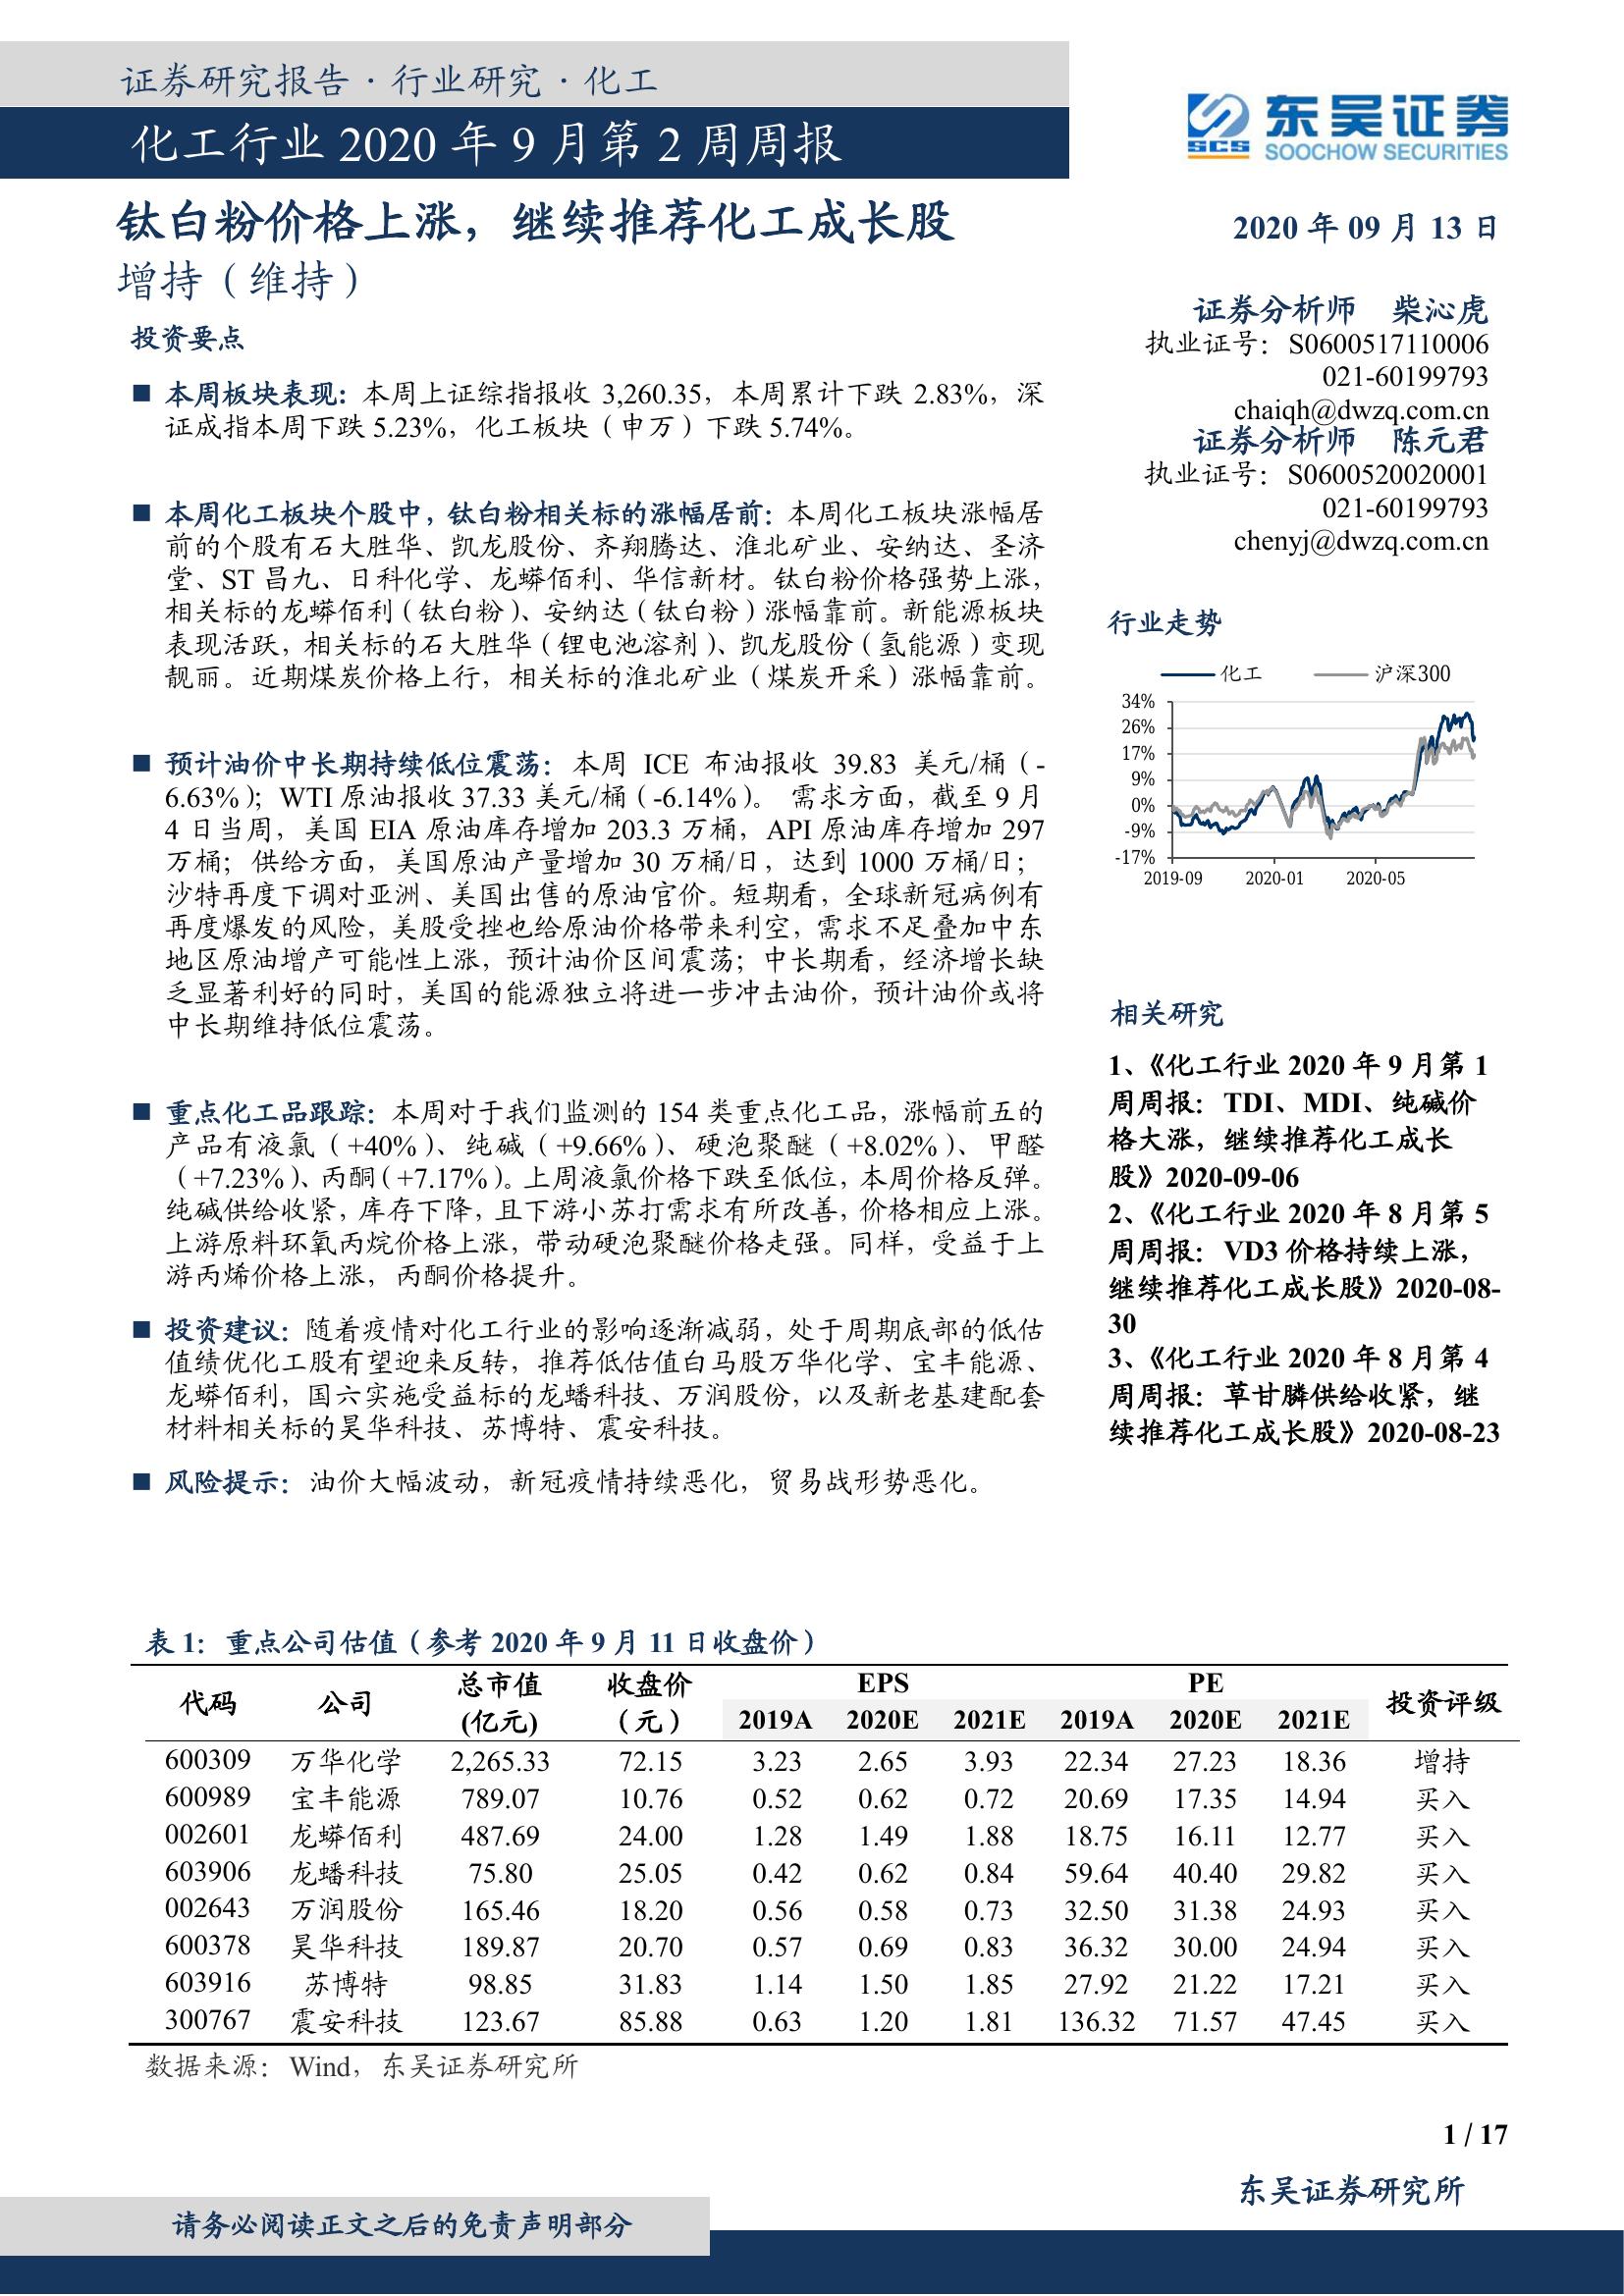 证券研究报告 · 行业研究 · 化工
化工行业 2020 年 9 月第 2 周周报
东吴证券
SCS
SOOCHOW SECURITIES
钛白粉价格上涨，继续推荐化工成长股
增持（维持）
投资要点
■ 本周板块表现：本周上证综指报收 3,260.35，本周累计下跌 2.83%，深
证成指本周下跌 5.23%，化工板块（申万）下跌 5.74%。
■ 本周化工板块个股中，钛白粉相关标的涨幅居前：本周化工板块涨幅居
前的个股有石大胜华、凯龙股份、齐翔腾达、淮北矿业、安纳达、圣济
堂、ST 昌九、日科化学、龙蟒佰利、华信新材。钛白粉价格强势上涨，
相关标的龙蟒佰利（钛白粉）、安纳达（钛白粉）涨幅靠前。新能源板块
表现活跃，相关标的石大胜华（锂电池溶剂）、凯龙股份（氢能源）变现
靓丽。近期煤炭价格上行，相关标的淮北矿业（煤炭开采）涨幅靠前。
■ 预计油价中长期持续低位震荡：本周 ICE 布油报收 39.83 美元/桶（-
6.63%）；WTI 原油报收 37.33 美元/桶（-6.14%）。 需求方面，截至 9 月
4 日当周，美国 EIA 原油库存增加 203.3 万桶，API 原油库存增加 297
万桶；供给方面，美国原油产量增加 30 万桶/日，达到 1000 万桶/日；
沙特再度下调对亚洲、美国出售的原油官价。短期看，全球新冠病例有
再度爆发的风险，美股受挫也给原油价格带来利空，需求不足叠加中东
地区原油增产可能性上涨，预计油价区间震荡；中长期看，经济增长缺
乏显著利好的同时，美国的能源独立将进一步冲击油价，预计油价或将
中长期维持低位震荡。
■ 重点化工品跟踪：本周对于我们监测的 154 类重点化工品，涨幅前五的
产品有液氯（+40%）、纯碱（+9.66%）、硬泡聚醚（+8.02%）、甲醛
（+7.23%）、丙酮（+7.17%）。上周液氯价格下跌至低位，本周价格反弹。
纯碱供给收紧，库存下降，且下游小苏打需求有所改善，价格相应上涨。
上游原料环氧丙烷价格上涨，带动硬泡聚醚价格走强。同样，受益于上
游丙烯价格上涨，丙酮价格提升。
■ 投资建议：随着疫情对化工行业的影响逐渐减弱，处于周期底部的低估
值绩优化工股有望迎来反转，推荐低估值白马股万华化学、宝丰能源、
龙蟒佰利，国六实施受益标的龙蟠科技、万润股份，以及新老基建配套
材料相关标的昊华科技、苏博特、震安科技。
■ 风险提示：油价大幅波动，新冠疫情持续恶化，贸易战形势恶化。
2020 年 09 月 13 日
证券分析师 柴沁虎
执业证号：S0600517110006
021-60199793
chaiqh@dwzq.com.cn
证券分析师 陈元君
执业证号：S0600520020001
021-60199793
chenyj@dwzq.com.cn
行业走势
化工 沪深300
34%
26%
17%
9%
0%
-9%
-17%
2019-09 2020-01 2020-05
相关研究
1、《化工行业 2020 年 9 月第 1
周周报：TDI、MDI、纯碱价
格大涨，继续推荐化工成长
股》2020-09-06
2、《化工行业 2020 年 8 月第 5
周周报：VD3 价格持续上涨，
继续推荐化工成长股》2020-08-
30
3、《化工行业 2020 年 8 月第 4
周周报：草甘膦供给收紧，继
续推荐化工成长股》2020-08-23
表 1：重点公司估值（参考 2020 年 9 月 11 日收盘价）
代码 公司 总市值 (亿元) 收盘价 （元） EPS PE 投资评级
2019A 2020E 2021E 2019A 2020E 2021E
600309 万华化学 2,265.33 72.15 3.23 2.65 3.93 22.34 27.23 18.36 增持
600989 宝丰能源 789.07 10.76 0.52 0.62 0.72 20.69 17.35 14.94 买入
002601 龙蟒佰利 487.69 24.00 1.28 1.49 1.88 18.75 16.11 12.77 买入
603906 龙蟠科技 75.80 25.05 0.42 0.62 0.84 59.64 40.40 29.82 买入
002643 万润股份 165.46 18.20 0.56 0.58 0.73 32.50 31.38 24.93 买入
600378 昊华科技 189.87 20.70 0.57 0.69 0.83 36.32 30.00 24.94 买入
603916 苏博特 98.85 31.83 1.14 1.50 1.85 27.92 21.22 17.21 买入
300767 震安科技 123.67 85.88 0.63 1.20 1.81 136.32 71.57 47.45 买入
数据来源：Wind，东吴证券研究所
1 / 17
东吴证券研究所
请务必阅读正文之后的免责声明部分